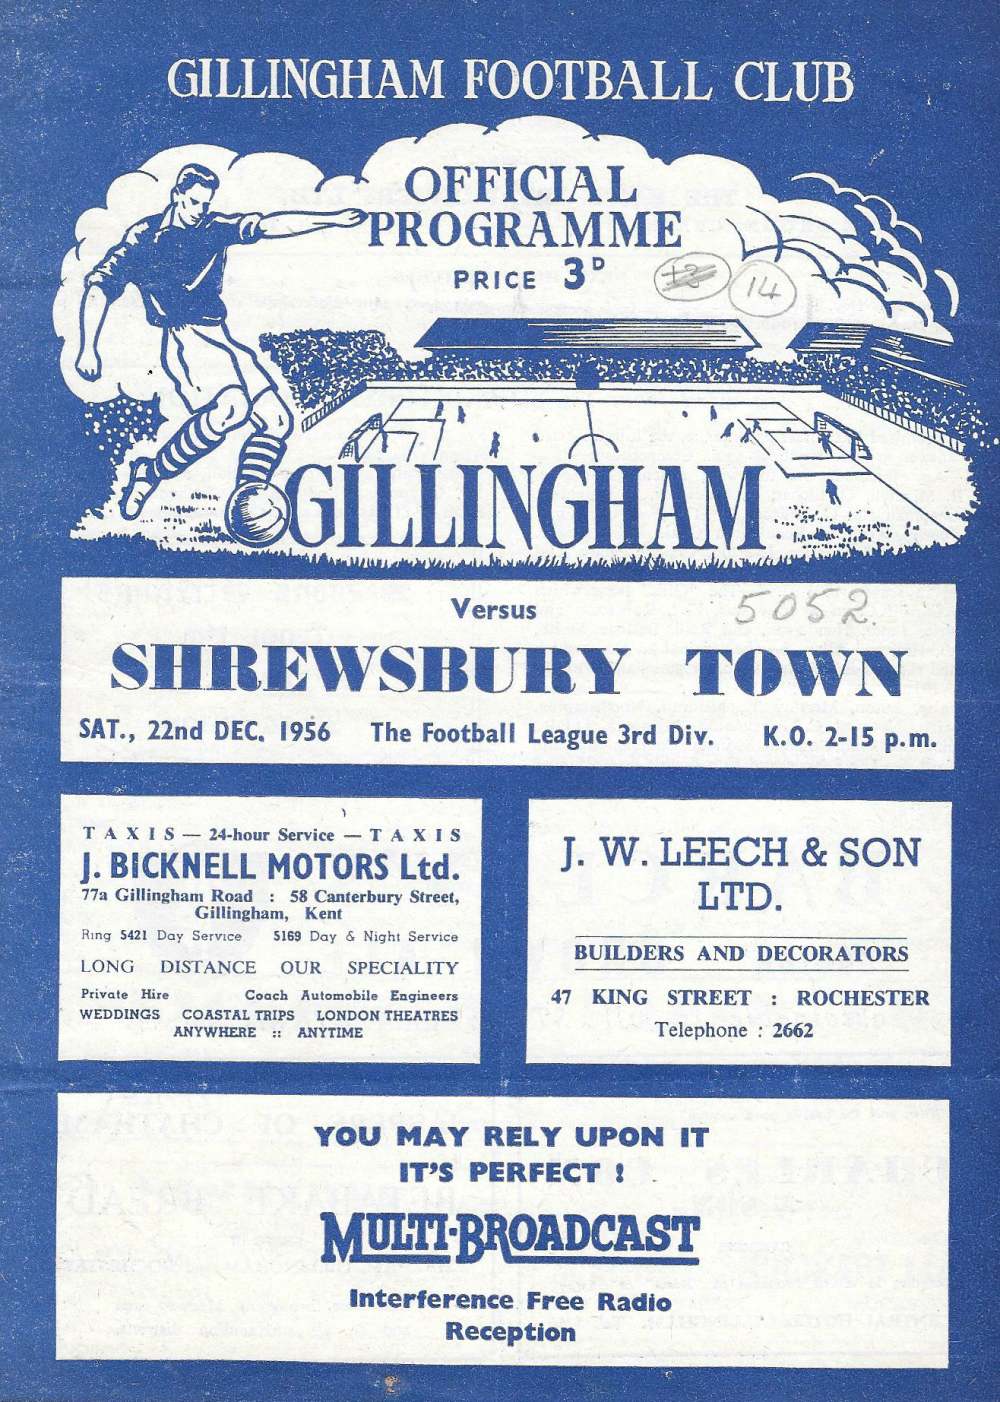 GILLINGHAM FOOTBALL CLUB
OFFICIAL
PROGRAMME
PRICE 3D
14
GILLINGHAM
Versus
5052.
SHREWSBURY TOWN
SAT., 22nd DEC. 1956 The Football League 3rd Div. K.O. 2-15 p.m.
TAXIS — 24-hour Service — TAXIS
J. BICKNELL MOTORS Ltd.
77a Gillingham Road : 58 Canterbury Street,
Gillingham, Kent
Ring 5421 Day Service 5169 Day & Night Service
LONG DISTANCE OUR SPECIALITY
Private Hire Coach Automobile Engineers
WEDDINGS COASTAL TRIPS LONDON THEATRES
ANYWHERE :: ANYTIME
J. W. LEECH & SON
LTD.
BUILDERS AND DECORATORS
47 KING STREET : ROCHESTER
Telephone : 2662
YOU MAY RELY UPON IT
IT'S PERFECT !
MULTI-BROADCAST
Interference Free Radio
Reception